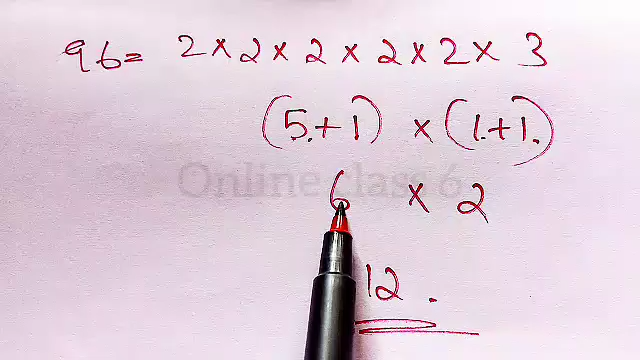 96= 2×2×2×2×2×3
(5.+1) ×(1.+1.)
Online class 6
6 × 2
12.